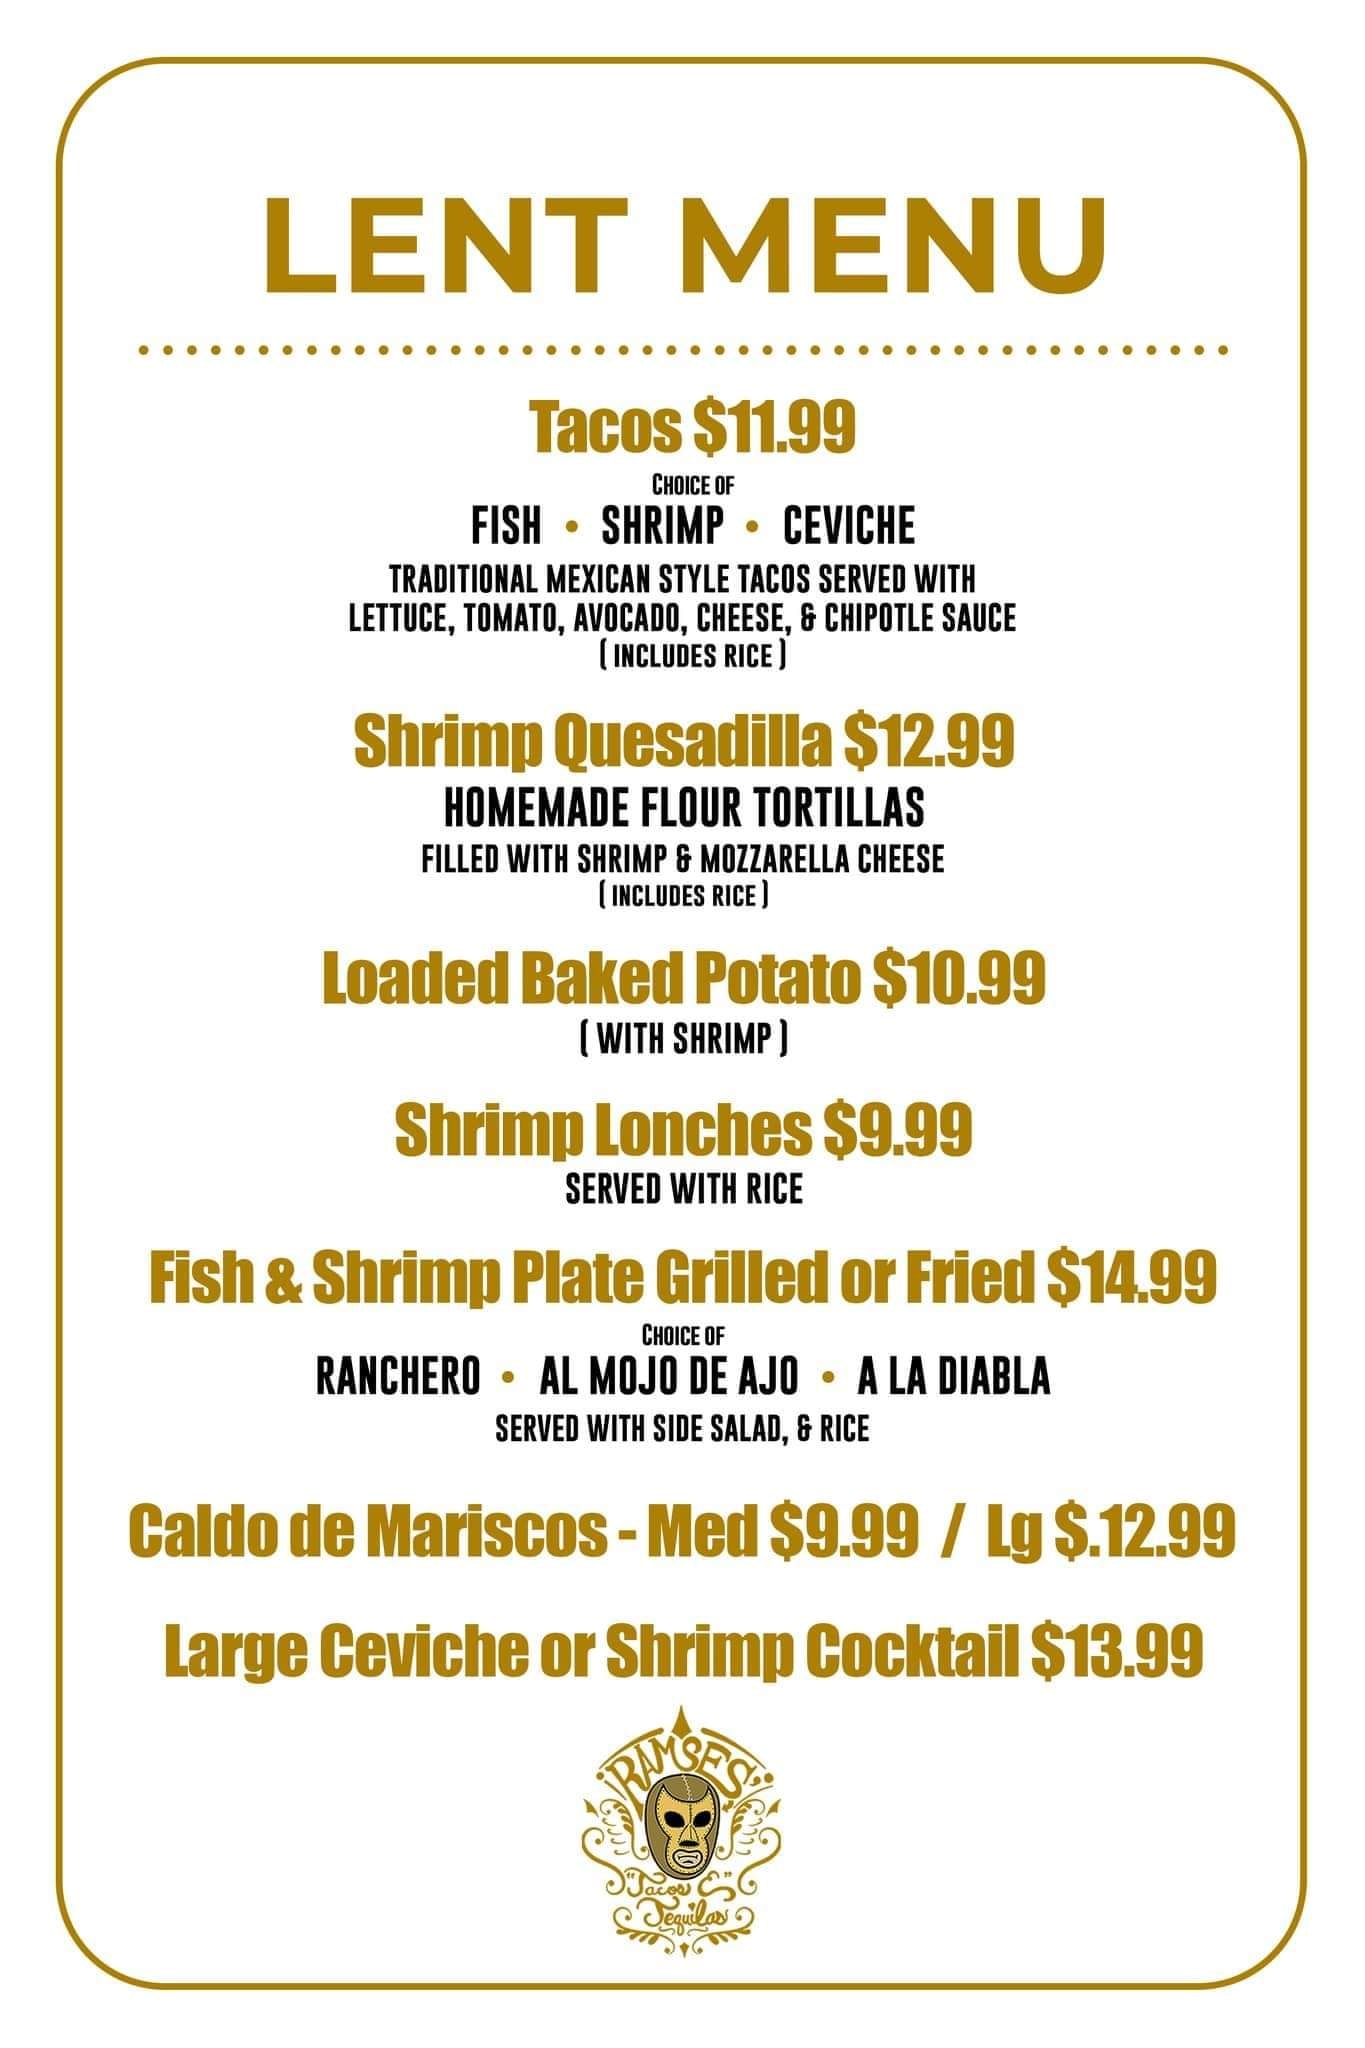 LENT MENU
Tacos $11.99
CHOICE OF
FISH • SHRIMP • CEVICHE
TRADITIONAL MEXICAN STYLE TACOS SERVED WITH
LETTUCE, TOMATO, AVOCADO, CHEESE, & CHIPOTLE SAUCE
( INCLUDES RICE )
Shrimp Quesadilla $12.99
HOMEMADE FLOUR TORTILLAS
FILLED WITH SHRIMP & MOZZARELLA CHEESE
( INCLUDES RICE )
Loaded Baked Potato $10.99
( WITH SHRIMP )
Shrimp Lonches $9.99
SERVED WITH RICE
Fish & Shrimp Plate Grilled or Fried $14.99
CHOICE OF
RANCHERO • AL MOJO DE AJO • A LA DIABLA
SERVED WITH SIDE SALAD, & RICE
Caldo de Mariscos - Med $9.99 / Lg $.12.99
Large Ceviche or Shrimp Cocktail $13.99
RAMSES'
"Tacos &"
Tequilas